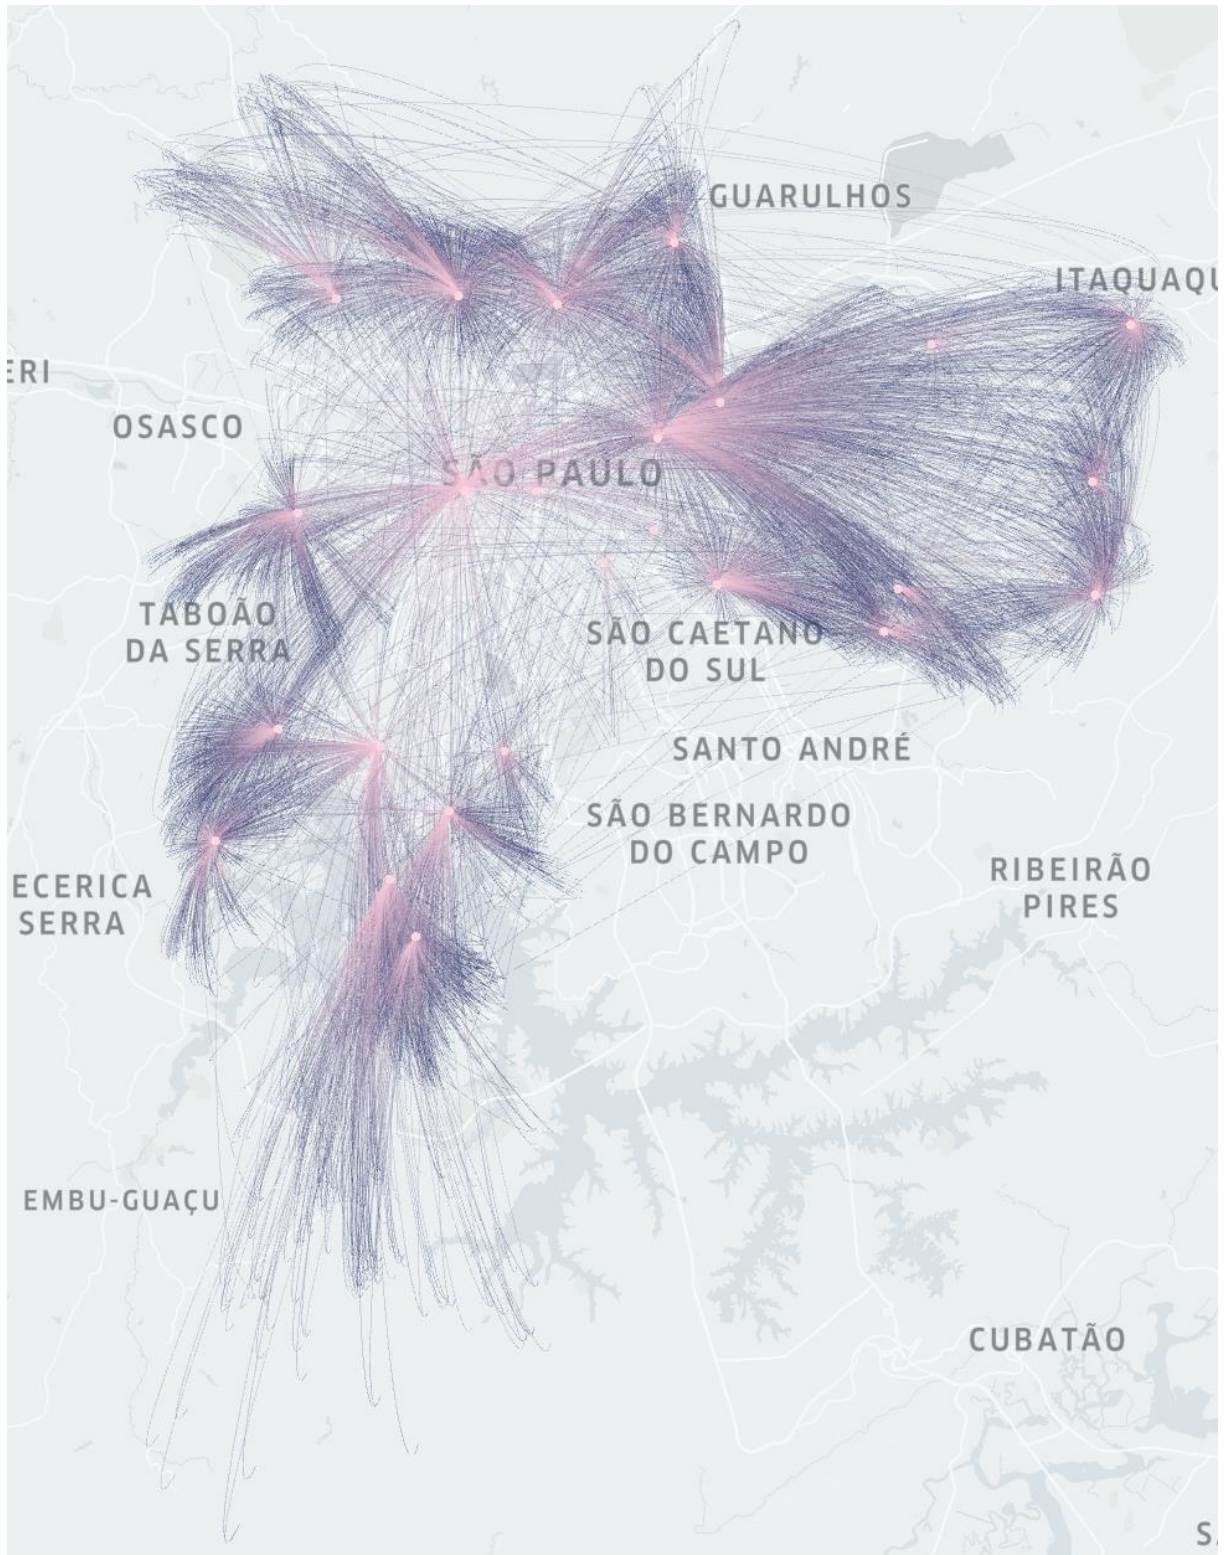 GUARULHOS
ITAQUAQU
ERI
OSASCO
SÃO PAULO
TABOÃO
DA SERRA
SÃO CAETANO
DO SUL
SANTO ANDRÉ
SÃO BERNARDO
DO CAMPO
RIBEIRÃO
PIRES
ECERICA
SERRA
EMBU-GUAÇU
CUBATÃO
S